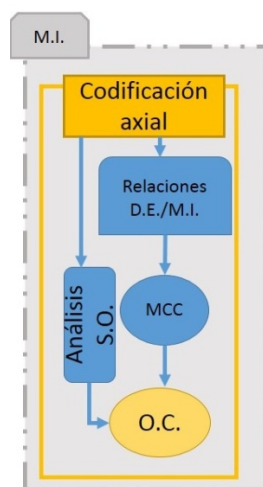 M.I.
Codificación
axial
Relaciones
D.E./M.I.
Análisis
S.O.
MCC
O.C.